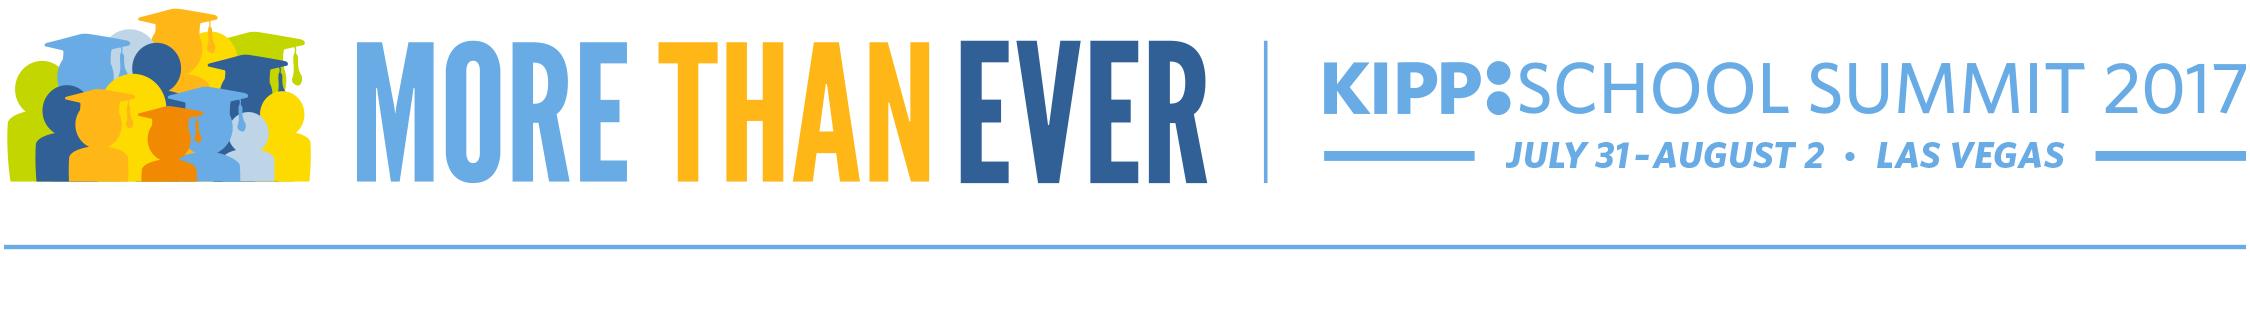 MORE THAN EVER
KIPP:SCHOOL SUMMIT 2017
JULY 31–AUGUST 2 • LAS VEGAS